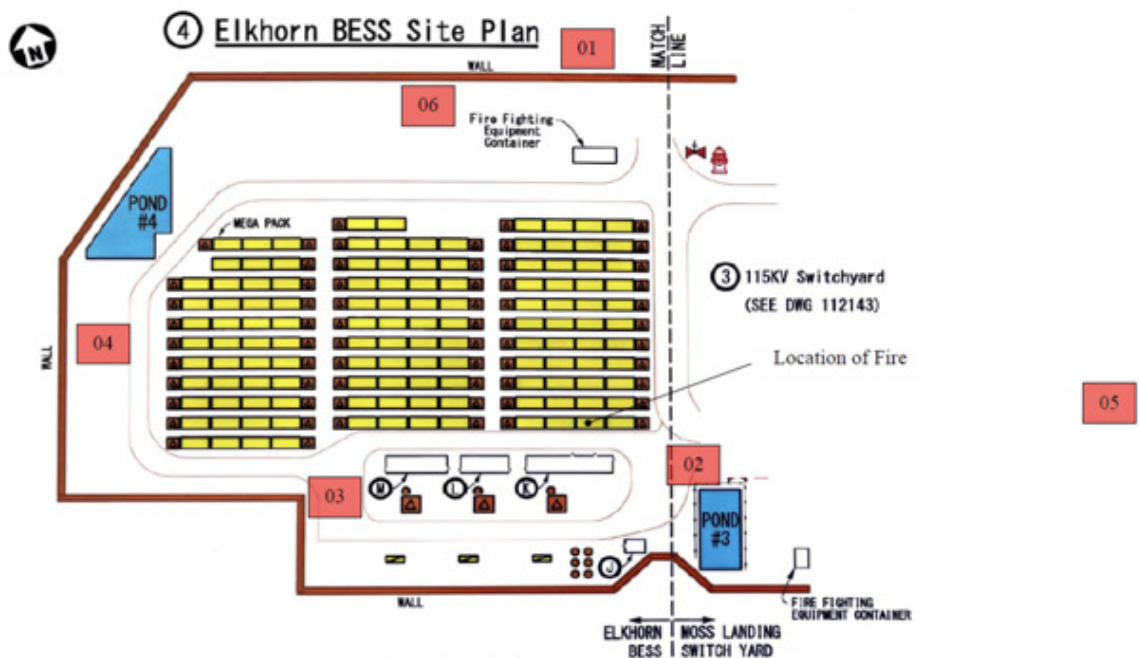 N
4 Elkhorn BESS Site Plan
01
MATCH
LINE
WALL
06
Fire Fighting
Equipment
Container
POND
#4
MEGA PACK
3 115KV Switchyard
(SEE DWG 112143)
04
WALL
Location of Fire
05
02
03
M
L
K
POND
#3
J
WALL
FIRE FIGHTING
EQUIPMENT CONTAINER
ELKHORN
BESS
MOSS LANDING
SWITCH YARD